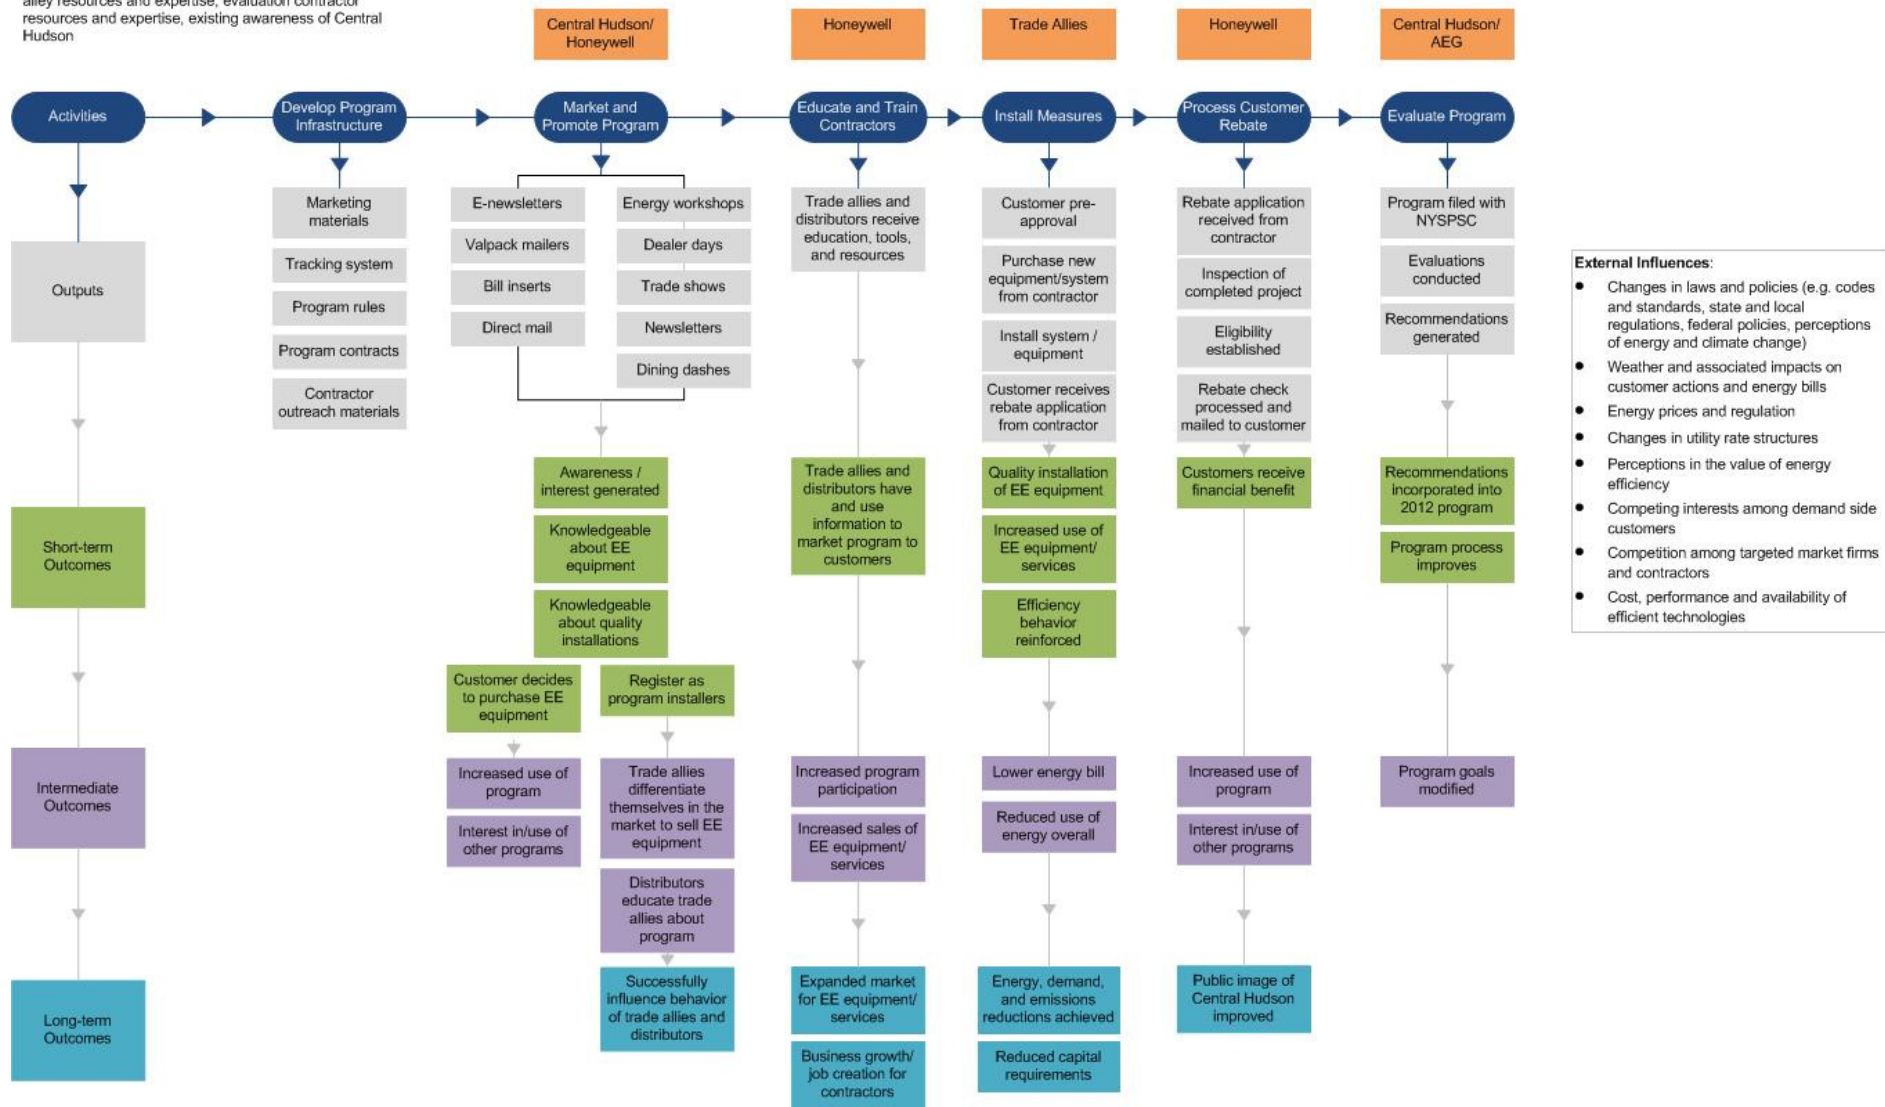 alley resources and expertise, evaluation contractor
resources and expertise, existing awareness of Central
Hudson
Central Hudson/
Honeywell
Honeywell
Trade Allies
Honeywell
Central Hudson/
AEG
Activities
Develop Program
Infrastructure
Market and
Promote Program
Educate and Train
Contractors
Install Measures
Process Customer
Rebate
Evaluate Program
Outputs
Marketing
materials
Tracking system
Program rules
Program contracts
Contractor
outreach materials
E-newsletters
Valpack mailers
Bill inserts
Direct mail
Energy workshops
Dealer days
Trade shows
Newsletters
Dining dashes
Trade allies and
distributors receive
education, tools,
and resources
Customer pre-
approval
Purchase new
equipment/system
from contractor
Install system /
equipment
Customer receives
rebate application
from contractor
Rebate application
received from
contractor
Inspection of
completed project
Eligibility
established
Rebate check
processed and
mailed to customer
Program filed with
NYSPSC
Evaluations
conducted
Recommendations
generated
Short-term
Outcomes
Awareness /
interest generated
Knowledgeable
about EE
equipment
Knowledgeable
about quality
installations
Customer decides
to purchase EE
equipment
Register as
program installers
Trade allies and
distributors have
and use
information to
market program to
customers
Quality installation
of EE equipment
Increased use of
EE equipment/
services
Efficiency
behavior
reinforced
Customers receive
financial benefit
Recommendations
incorporated into
2012 program
Program process
improves
Intermediate
Outcomes
Increased use of
program
Interest in/use of
other programs
Trade allies
differentiate
themselves in the
market to sell EE
equipment
Distributors
educate trade
allies about
program
Increased program
participation
Increased sales of
EE equipment/
services
Lower energy bill
Reduced use of
energy overall
Increased use of
program
Interest in/use of
other programs
Program goals
modified
Long-term
Outcomes
Successfully
influence behavior
of trade allies and
distributors
Expanded market
for EE equipment/
services
Business growth/
job creation for
contractors
Energy, demand,
and emissions
reductions achieved
Reduced capital
requirements
Public image of
Central Hudson
improved
External Influences:
● Changes in laws and policies (e.g. codes
and standards, state and local
regulations, federal policies, perceptions
of energy and climate change)
● Weather and associated impacts on
customer actions and energy bills
● Energy prices and regulation
● Changes in utility rate structures
● Perceptions in the value of energy
efficiency
● Competing interests among demand side
customers
● Competition among targeted market firms
and contractors
● Cost, performance and availability of
efficient technologies